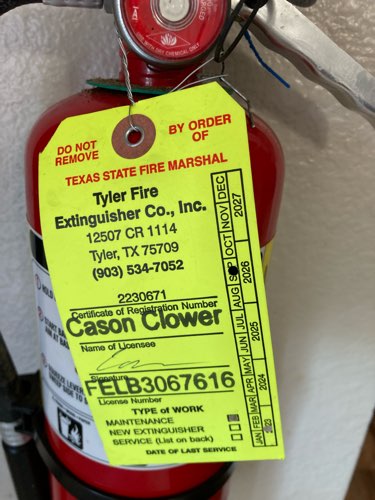 DO NOT
REMOVE
BY ORDER
OF
TEXAS STATE FIRE MARSHAL
Tyler Fire
Extinguisher Co., Inc.
12507 CR 1114
Tyler, TX 75709
(903) 534-7052
2230671
Certificate of Registration Number
Cason Clower
Name of Licensee
Signature
FELB3067616
License Number
TYPE of WORK
MAINTENANCE
NEW EXTINGUISHER
SERVICE (List on back)
DATE OF LAST SERVICE
JAN FEB MAR APR MAY JUN JUL AUG SEP OCT NOV DEC
2024 2025 2026 2027